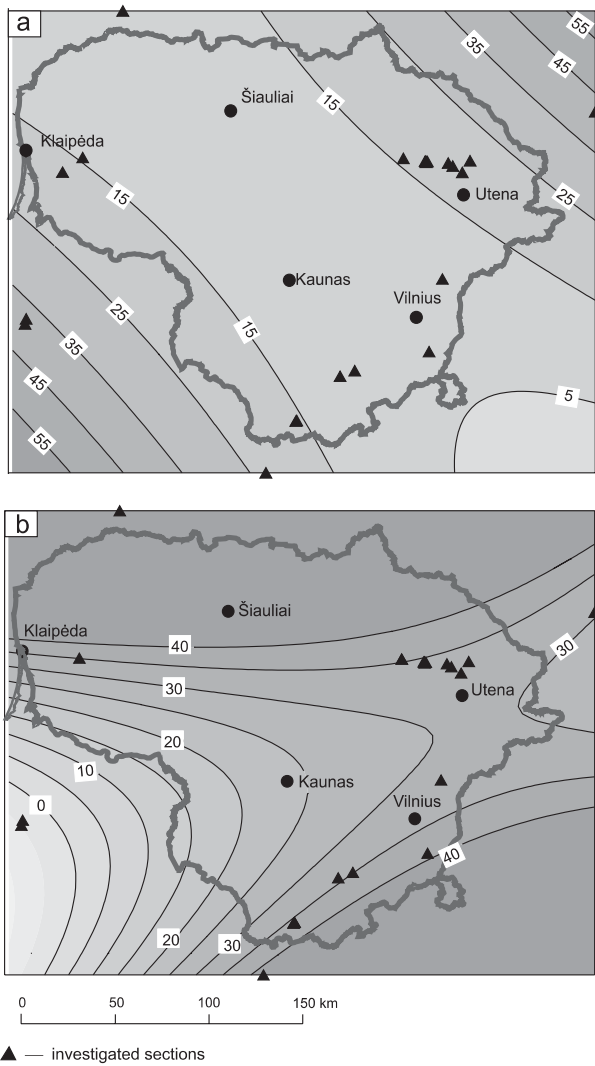 a
55
35
45
Šiauliai
15
Klaipėda
15
Utena
25
Kaunas
Vilnius
25
15
35
45
5
55
b
Šiauliai
Klaipėda
40
30
30
Utena
20
10
Kaunas
Vilnius
0
40
20
30
0 50 100 150 km
— investigated sections